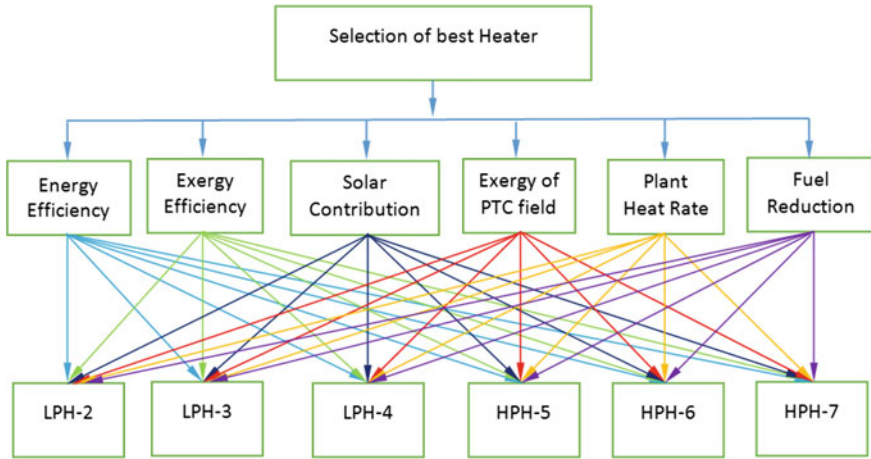 Selection of best Heater
Energy
Efficiency
Exergy
Efficiency
Solar
Contribution
Exergy of
PTC field
Plant
Heat Rate
Fuel
Reduction
LPH-2
LPH-3
LPH-4
HPH-5
HPH-6
HPH-7